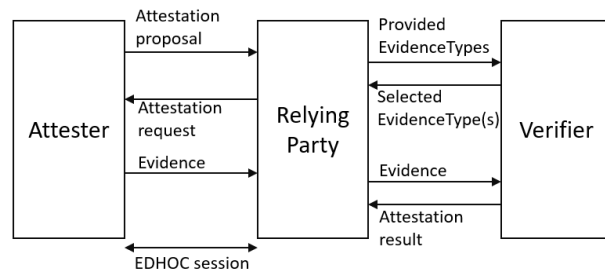 Attestation
proposal
Provided
EvidenceTypes
Attester
Attestation
request
Relying
Party
Selected
EvidenceType(s)
Verifier
Evidence
Evidence
Attestation
result
EDHOC session